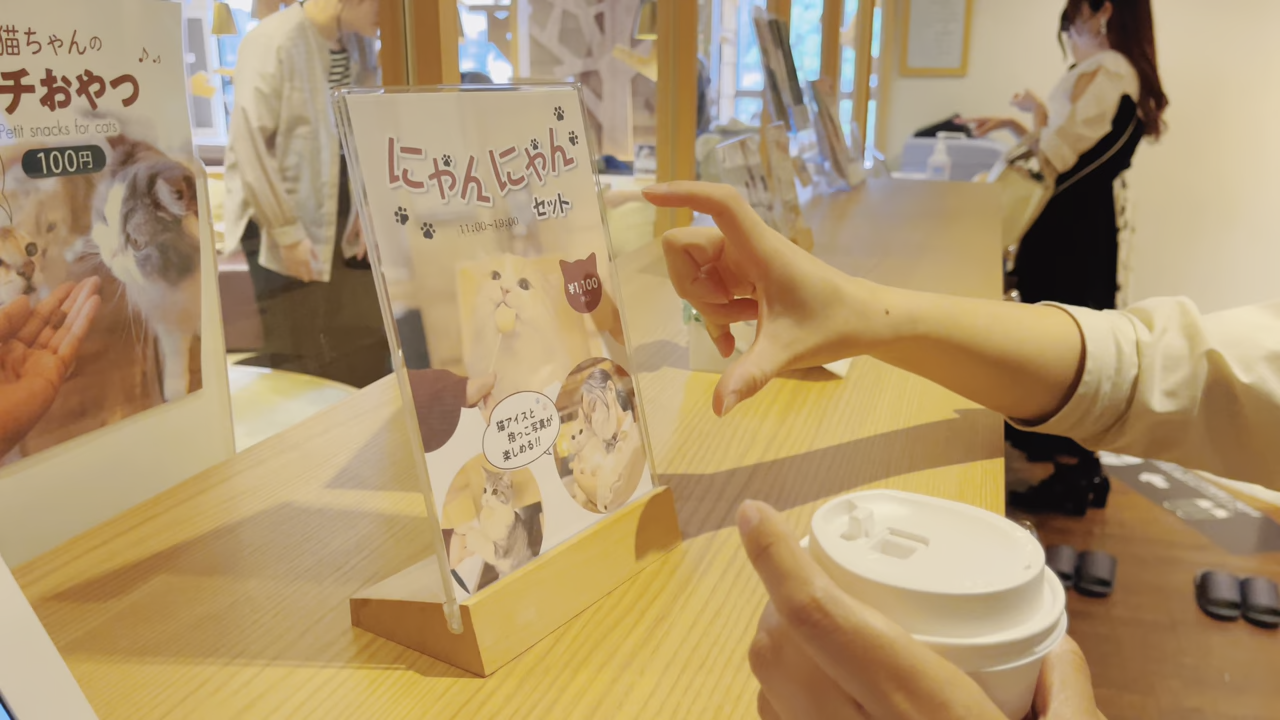 猫ちゃんの
チおやつ
Petit snacks for cats
100円
にゃんにゃん
セット
11:00~19:00
¥1,100
猫アイスと
抱っこ写真が
楽しめる!!